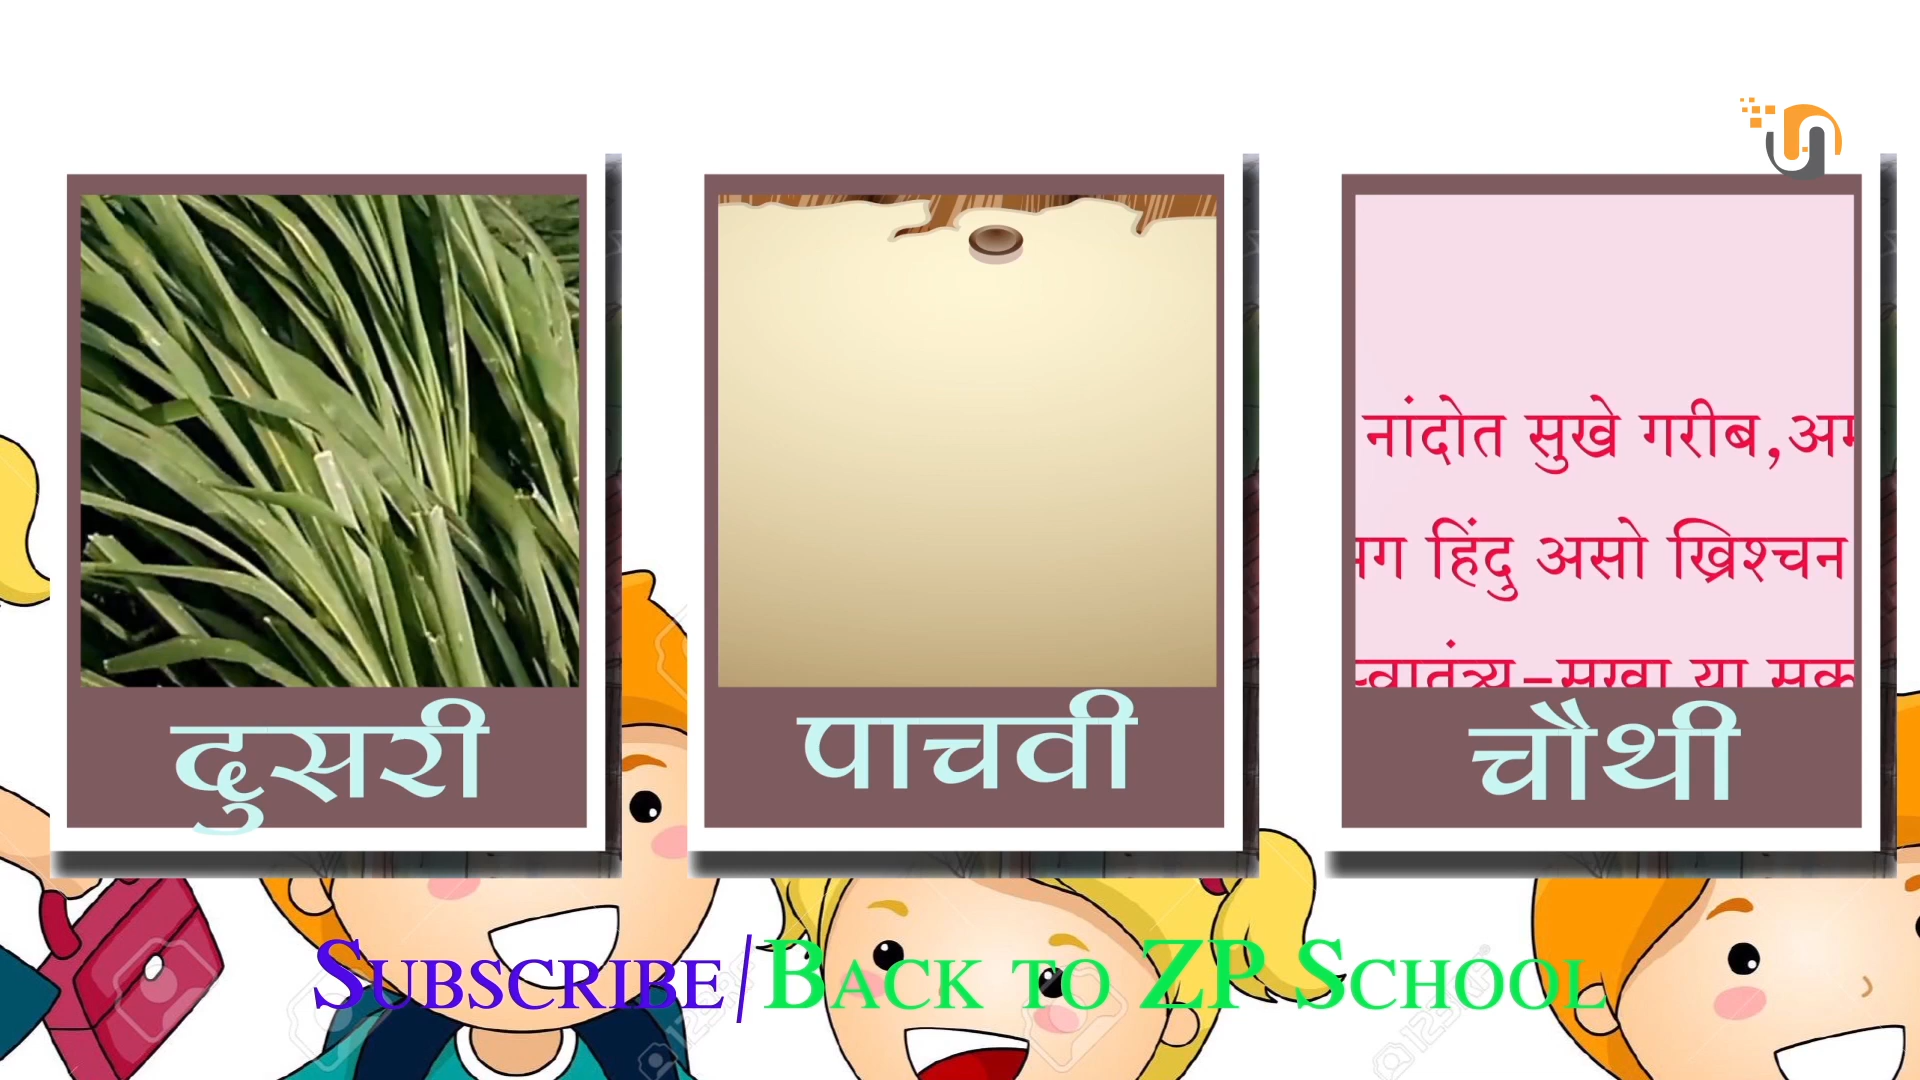 नांदोत सुखे गरीब,
हिंदु असो ख्रिश्चन
दुसरी
पाचवी
चौथी
Subscribe/Back to ZP School